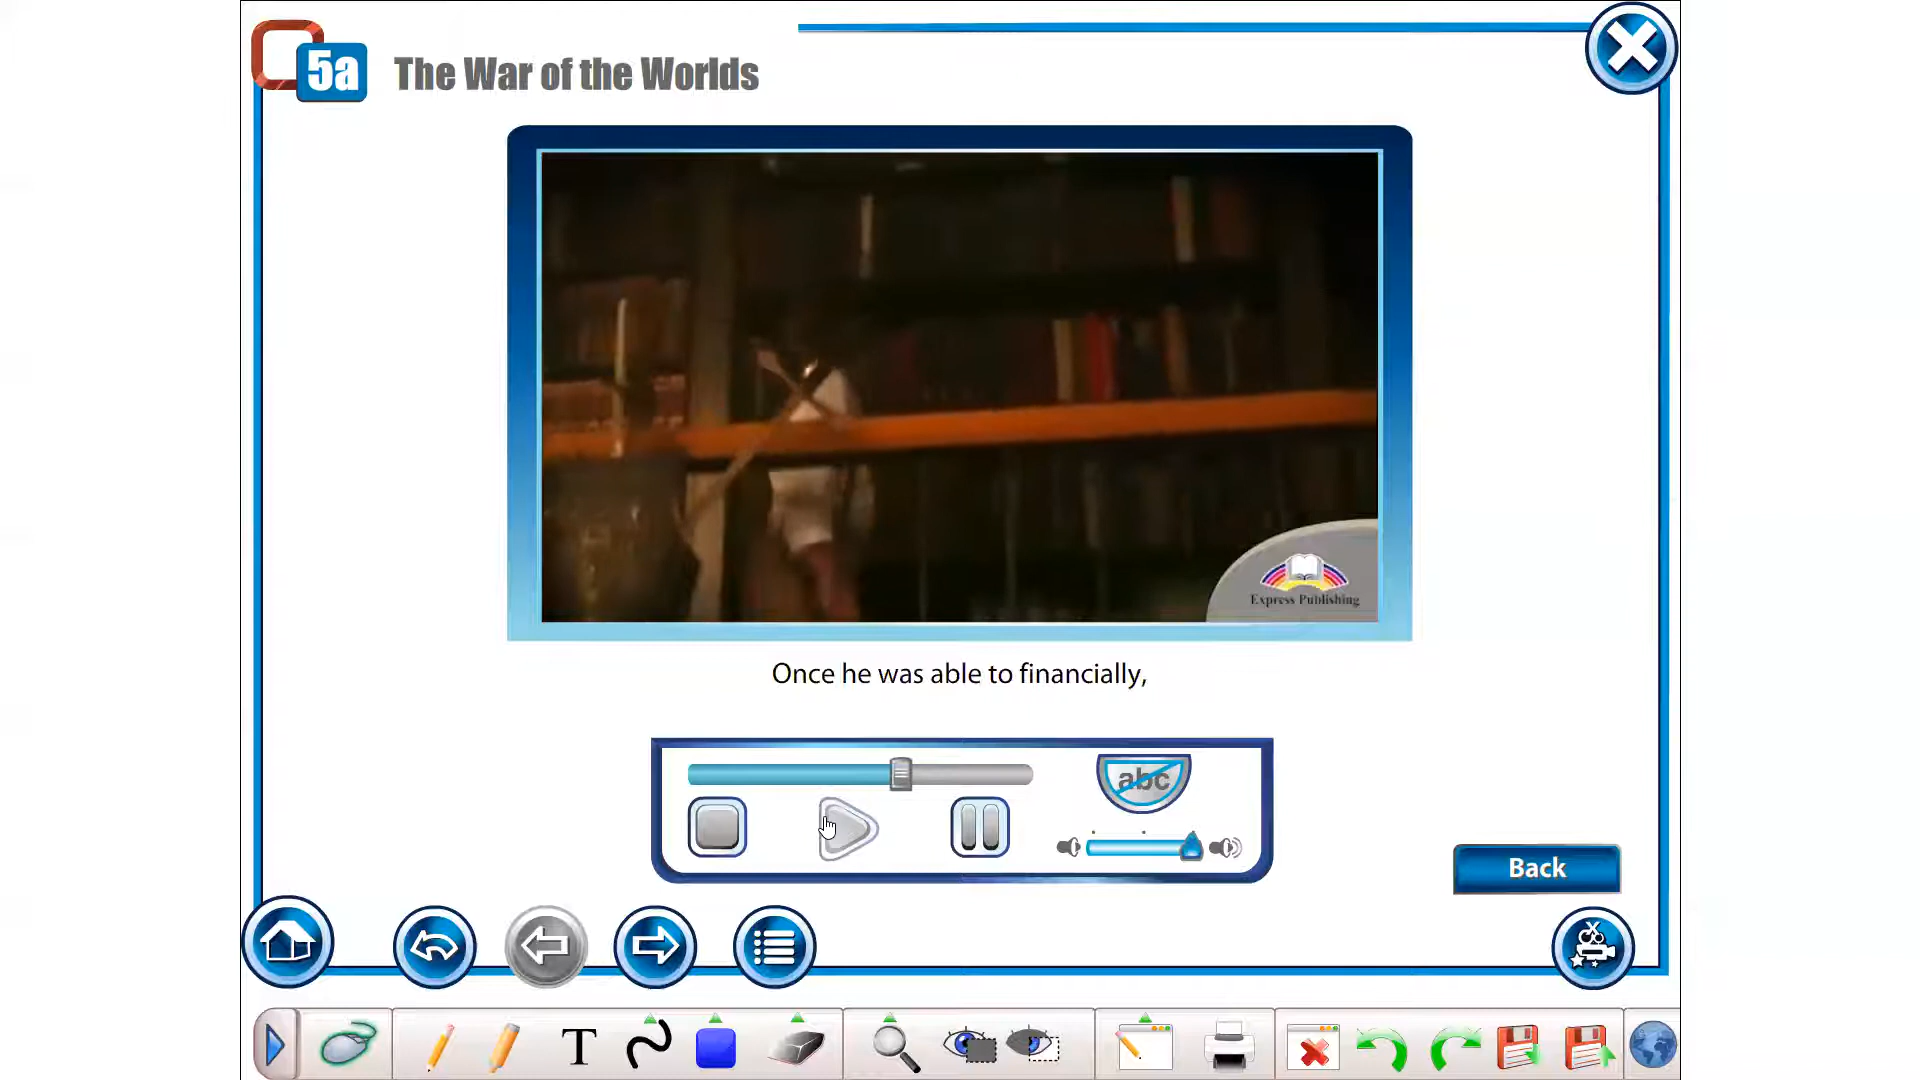 5a
The War of the Worlds
Express Publishing
Once he was able to financially,
abc
Back
T